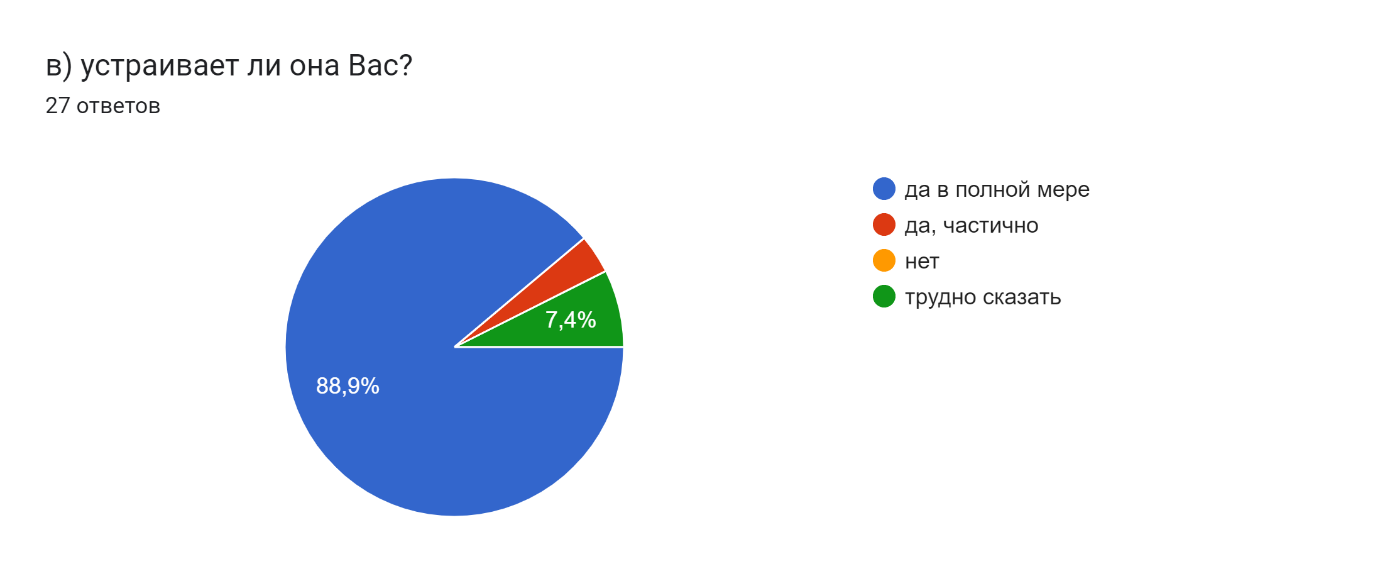 в) устраивает ли она Вас?
27 ответов
да в полной мере
да, частично
нет
трудно сказать
7,4%
88,9%